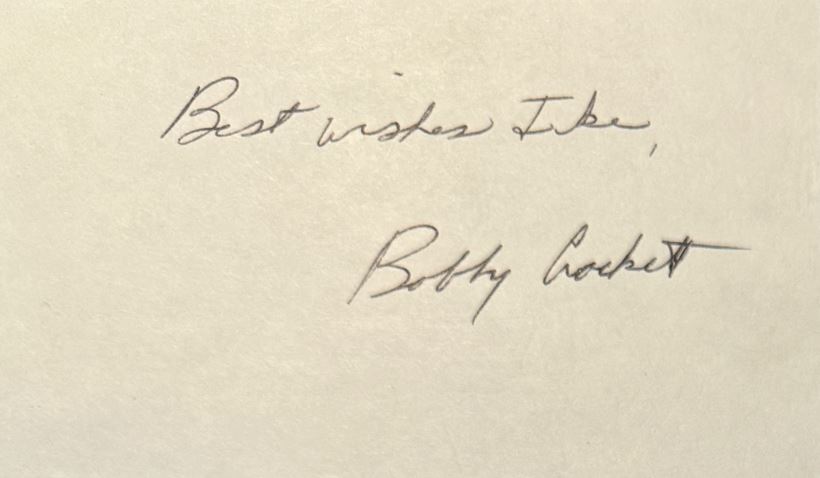 Best wishes Ike,
Bobby Crockett